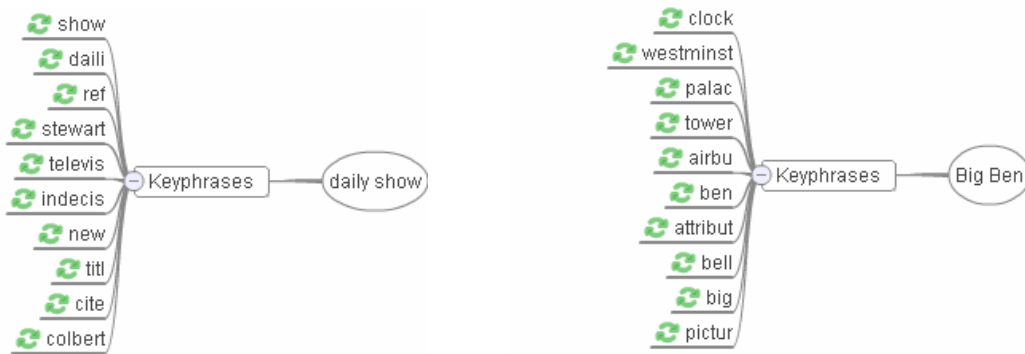 show
daili
ref
stewart
televis
indecis
new
titl
cite
colbert
Keyphrases
daily show
clock
westminst
palac
tower
airbu
ben
attribut
bell
big
pictur
Keyphrases
Big Ben